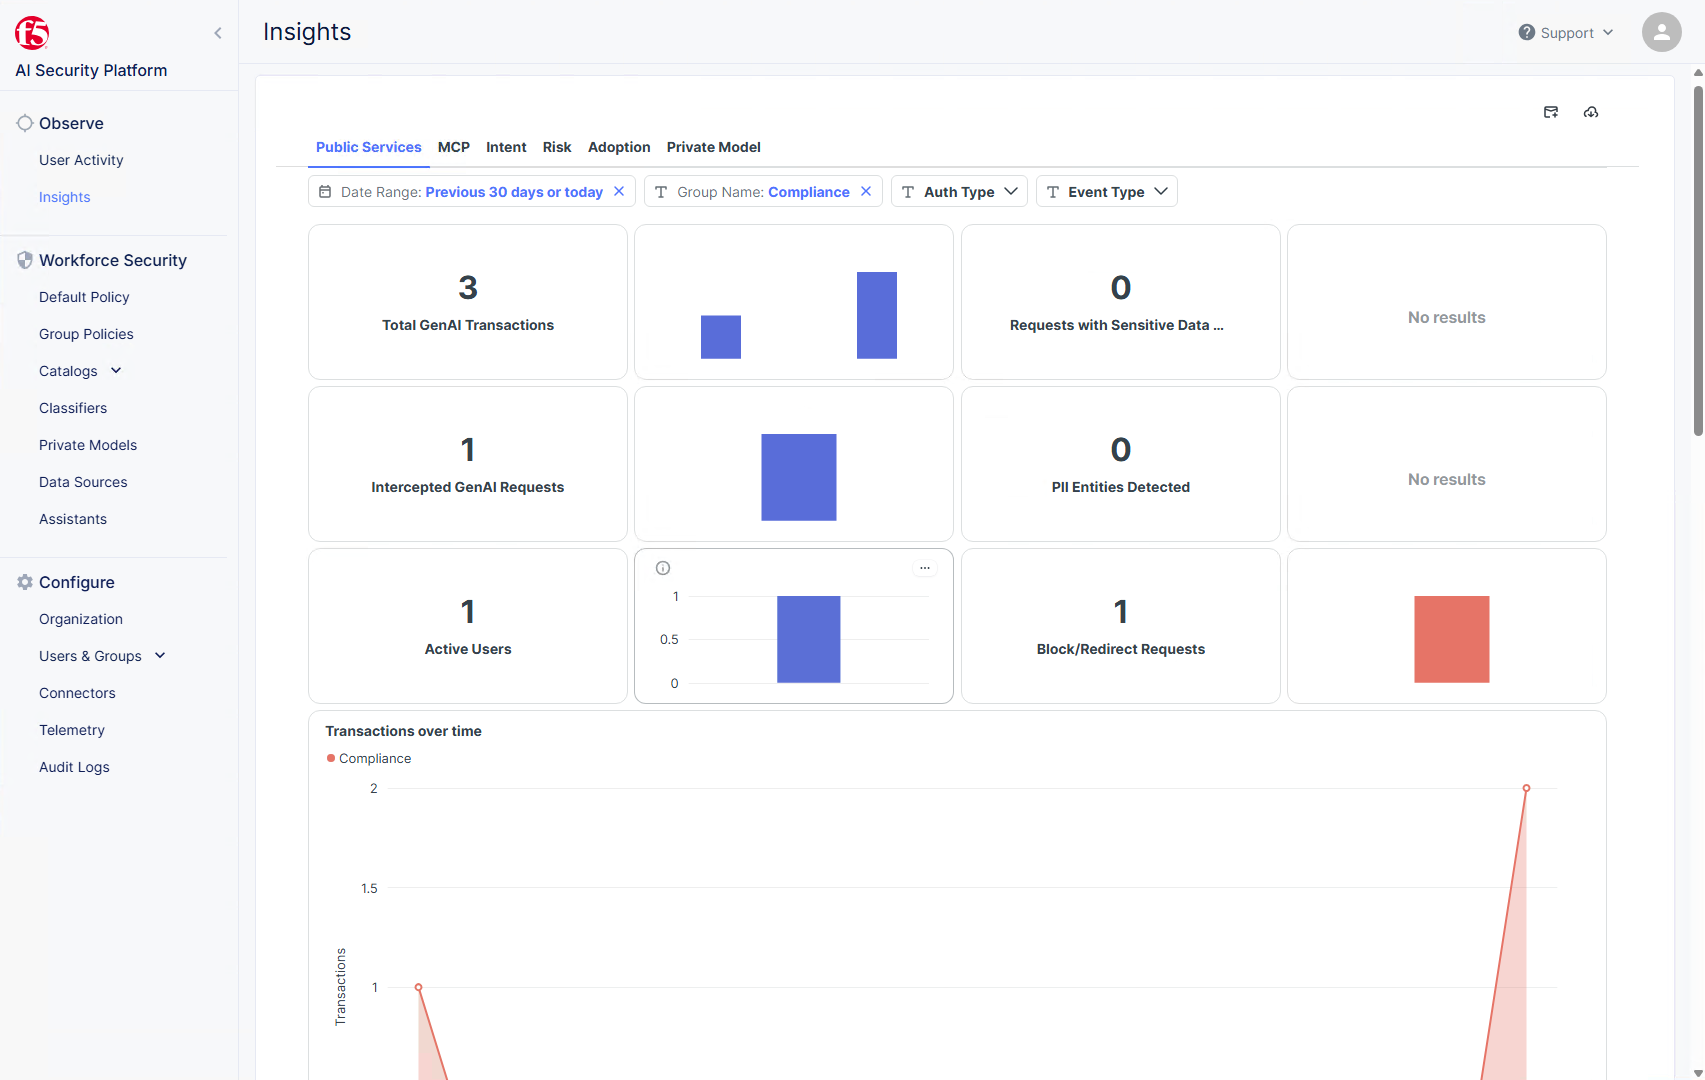 f5
AI Security Platform
Insights
Support
Observe
User Activity
Insights
Workforce Security
Default Policy
Group Policies
Catalogs
Classifiers
Private Models
Data Sources
Assistants
Configure
Organization
Users & Groups
Connectors
Telemetry
Audit Logs
Public Services MCP Intent Risk Adoption Private Model
Date Range: Previous 30 days or today Group Name: Compliance Auth Type Event Type
3
Total GenAI Transactions
0
Requests with Sensitive Data ...
No results
1
Intercepted GenAI Requests
0
PII Entities Detected
No results
1
Active Users
1
0.5
0
1
Block/Redirect Requests
Transactions over time
Compliance
2
1.5
1
Transactions